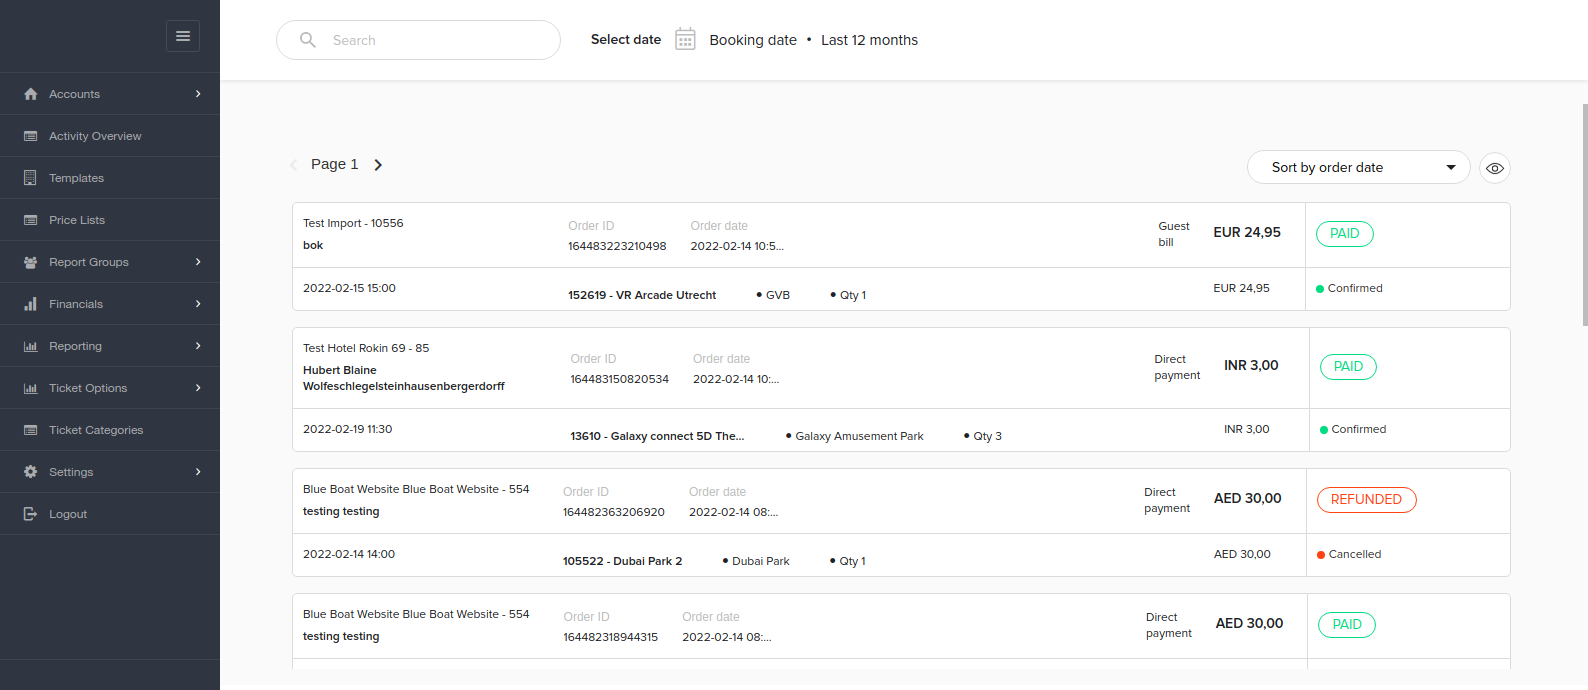 Search
Select date
Booking date • Last 12 months
Accounts
Activity Overview
Templates
Price Lists
Report Groups
Financials
Reporting
Ticket Options
Ticket Categories
Settings
Logout
Page 1
Sort by order date
Test Import - 10556
bok
Order ID
164483223210498
Order date
2022-02-14 10:5...
Guest
bill
EUR 24,95
PAID
2022-02-15 15:00
152619 - VR Arcade Utrecht • GVB • Qty 1
EUR 24,95
Confirmed
Test Hotel Rokin 69 - 85
Hubert Blaine
Wolfeschlegelsteinhausenbergerdorff
Order ID
164483150820534
Order date
2022-02-14 10:...
Direct
payment
INR 3,00
PAID
2022-02-19 11:30
13610 - Galaxy connect 5D The... • Galaxy Amusement Park • Qty 3
INR 3,00
Confirmed
Blue Boat Website Blue Boat Website - 554
testing testing
Order ID
164482363206920
Order date
2022-02-14 08:...
Direct
payment
AED 30,00
REFUNDED
2022-02-14 14:00
105522 - Dubai Park 2 • Dubai Park • Qty 1
AED 30,00
Cancelled
Blue Boat Website Blue Boat Website - 554
testing testing
Order ID
164482318944315
Order date
2022-02-14 08:...
Direct
payment
AED 30,00
PAID